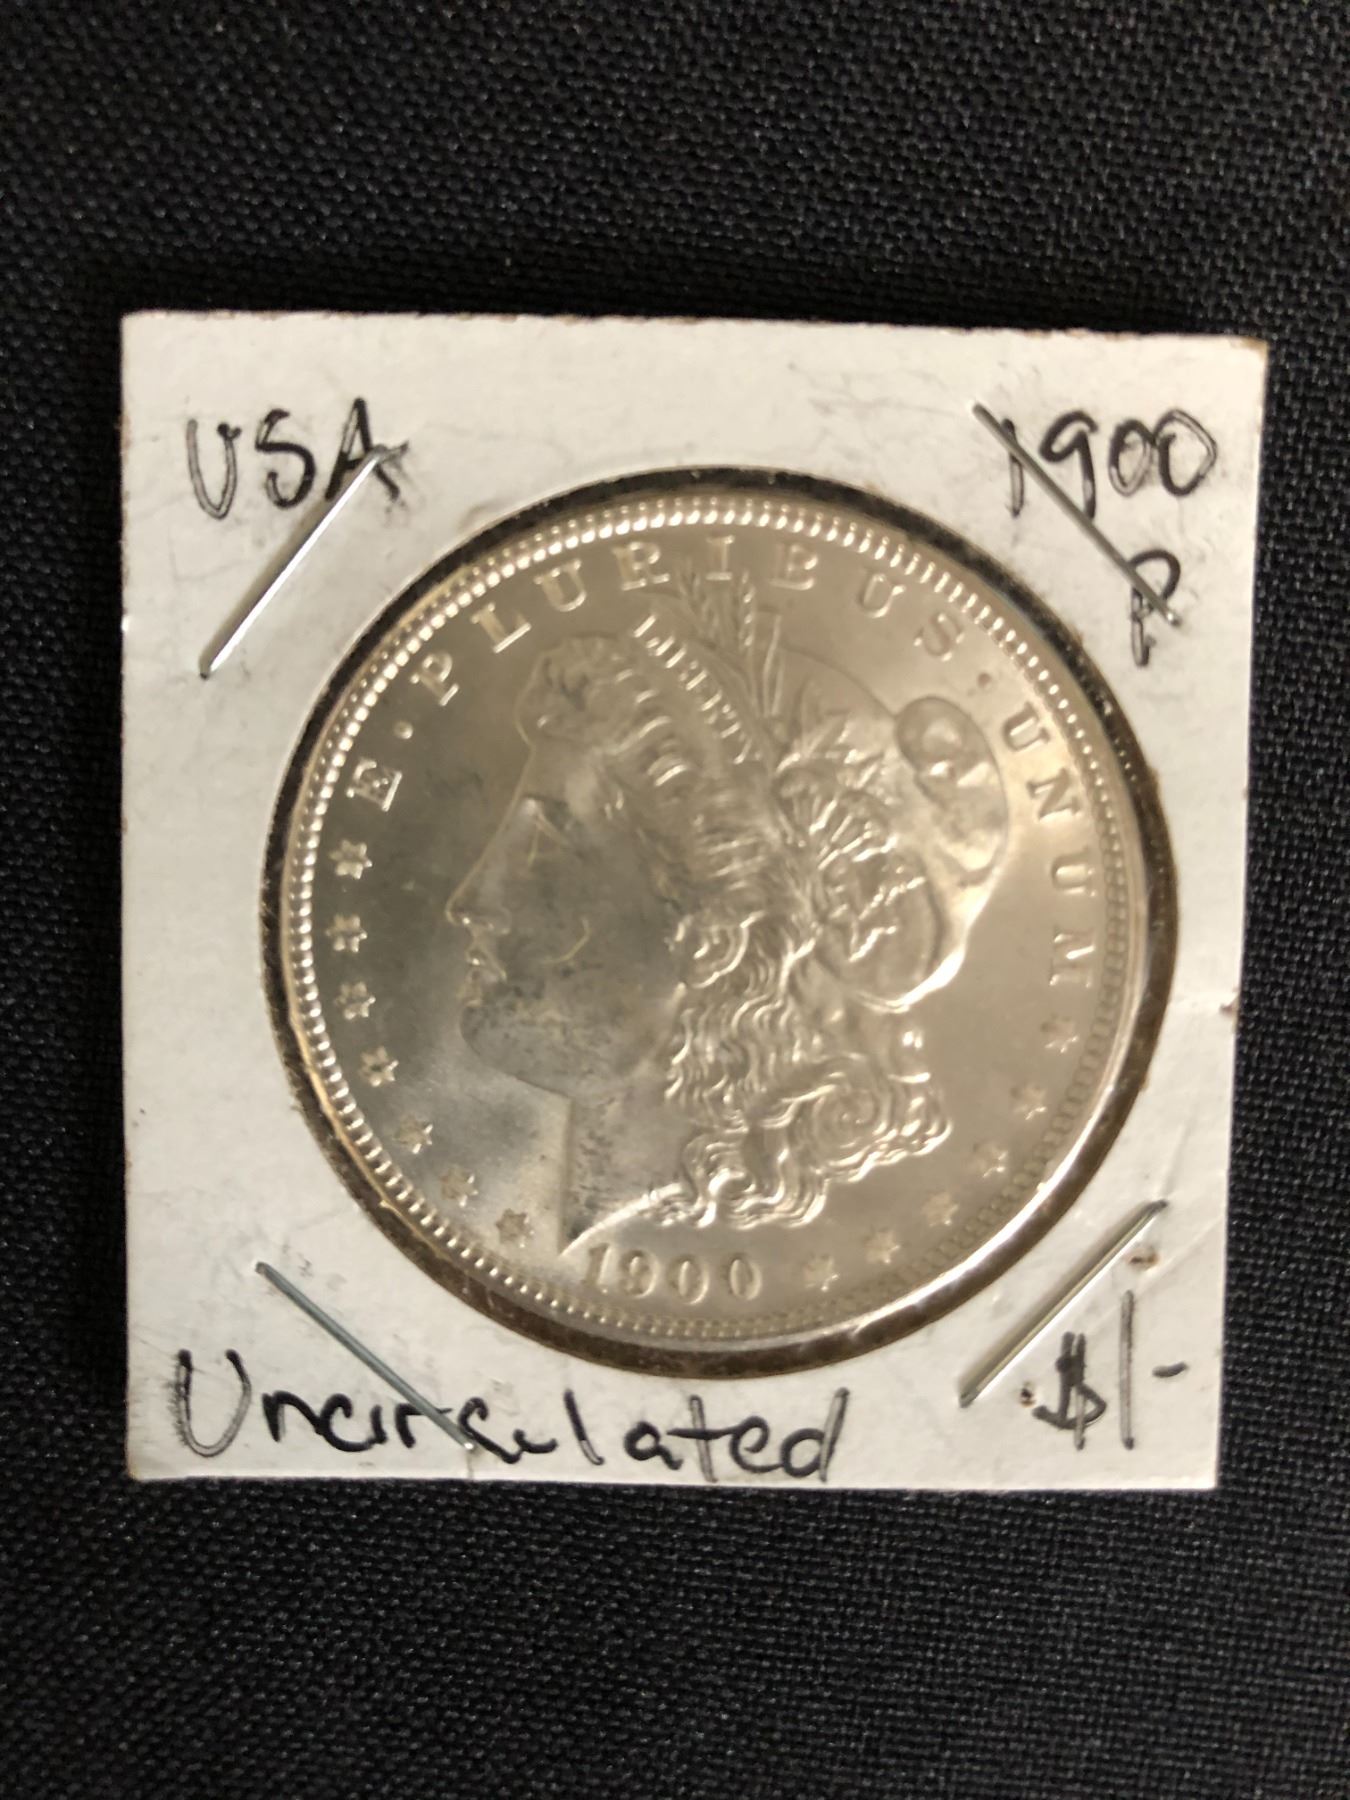 USA
1900
P
E · PLURIBUS · UNUM
LIBERTY
1900
Uncirculated
$1-